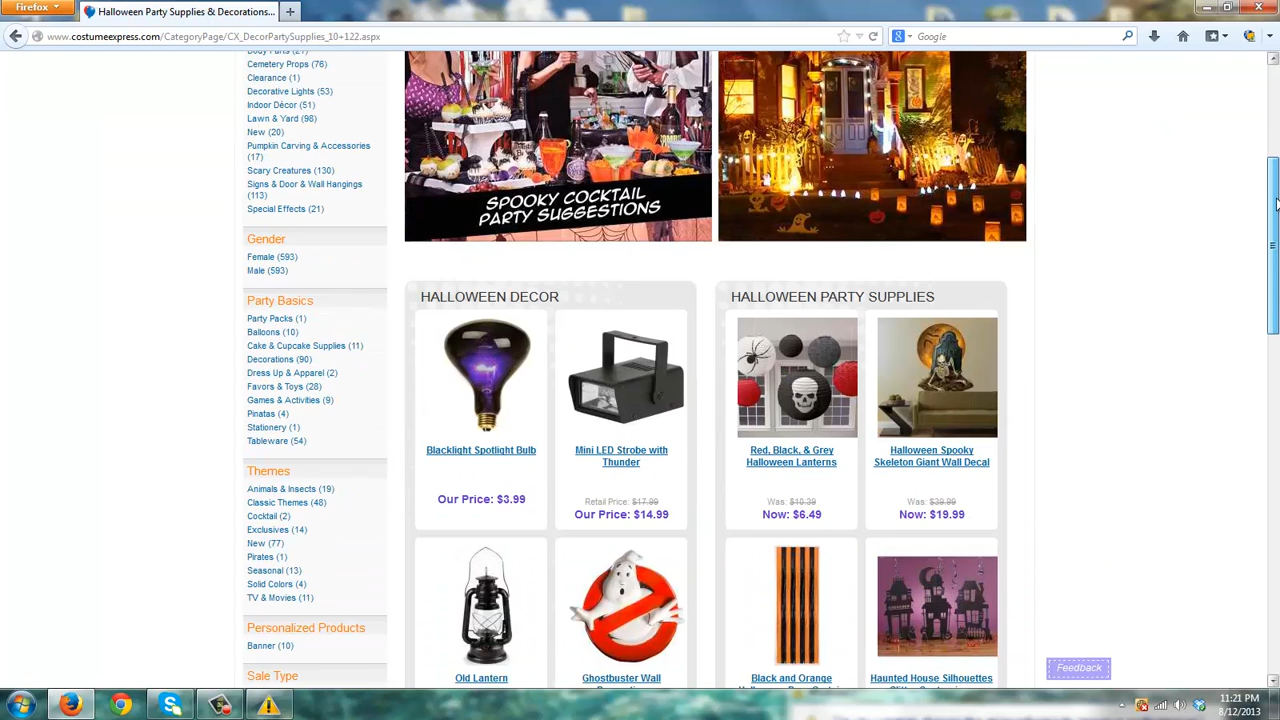 Firefox
Halloween Party Supplies & Decorations...
www.costumeexpress.com/CategoryPage/CX_DecorPartySupplies_10+122.aspx
Google
Cemetery Props (76)
Clearance (1)
Decorative Lights (53)
Indoor Décor (51)
Lawn & Yard (98)
New (20)
Pumpkin Carving & Accessories
(17)
Scary Creatures (130)
Signs & Door & Wall Hangings
(113)
Special Effects (21)
Gender
Female (593)
Male (593)
Party Basics
Party Packs (1)
Balloons (10)
Cake & Cupcake Supplies (11)
Decorations (90)
Dress Up & Apparel (2)
Favors & Toys (28)
Games & Activities (9)
Pinatas (4)
Stationery (1)
Tableware (54)
Themes
Animals & Insects (19)
Classic Themes (48)
Cocktail (2)
Exclusives (14)
New (77)
Pirates (1)
Seasonal (13)
Solid Colors (4)
TV & Movies (11)
Personalized Products
Banner (10)
Sale Type
SPOOKY COCKTAIL
PARTY SUGGESTIONS
HALLOWEEN DECOR
Blacklight Spotlight Bulb
Our Price: $3.99
Mini LED Strobe with
Thunder
Retail Price: $17.99
Our Price: $14.99
Old Lantern
Ghostbuster Wall
HALLOWEEN PARTY SUPPLIES
Red, Black, & Grey
Halloween Lanterns
Was: $10.39
Now: $6.49
Halloween Spooky
Skeleton Giant Wall Decal
Was: $39.99
Now: $19.99
Black and Orange
Haunted House Silhouettes
Feedback
11:21 PM
8/12/2013